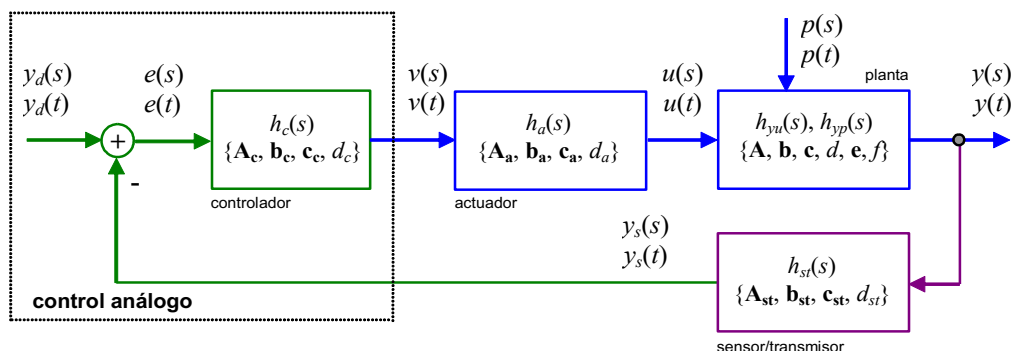 p(s)
p(t)
planta
y_d(s)
y_d(t)
e(s)
e(t)
v(s)
v(t)
u(s)
u(t)
y(s)
y(t)
+
-
h_c(s)
{A_c, b_c, c_c, d_c}
controlador
h_a(s)
{A_a, b_a, c_a, d_a}
actuador
h_yu(s), h_yp(s)
{A, b, c, d, e, f}
y_s(s)
y_s(t)
h_st(s)
{A_st, b_st, c_st, d_st}
sensor/transmisor
control análogo